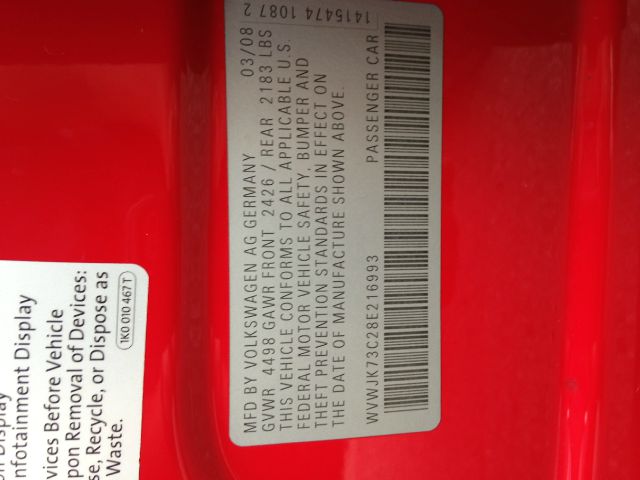 MFD BY VOLKSWAGEN AG GERMANY 03/08 1415474 1087 2
GVWR 4498 GAWR FRONT 2426 / REAR 2183 LBS
THIS VEHICLE CONFORMS TO ALL APPLICABLE U.S.
FEDERAL MOTOR VEHICLE SAFETY, BUMPER AND
THEFT PREVENTION STANDARDS IN EFFECT ON
THE DATE OF MANUFACTURE SHOWN ABOVE.
WVWJK73C28E216993 PASSENGER CAR
Display
nfotainment Display
vices Before Vehicle
pon Removal of Devices:
se, Recycle, or Dispose as
Waste.
1K0 010 467 T